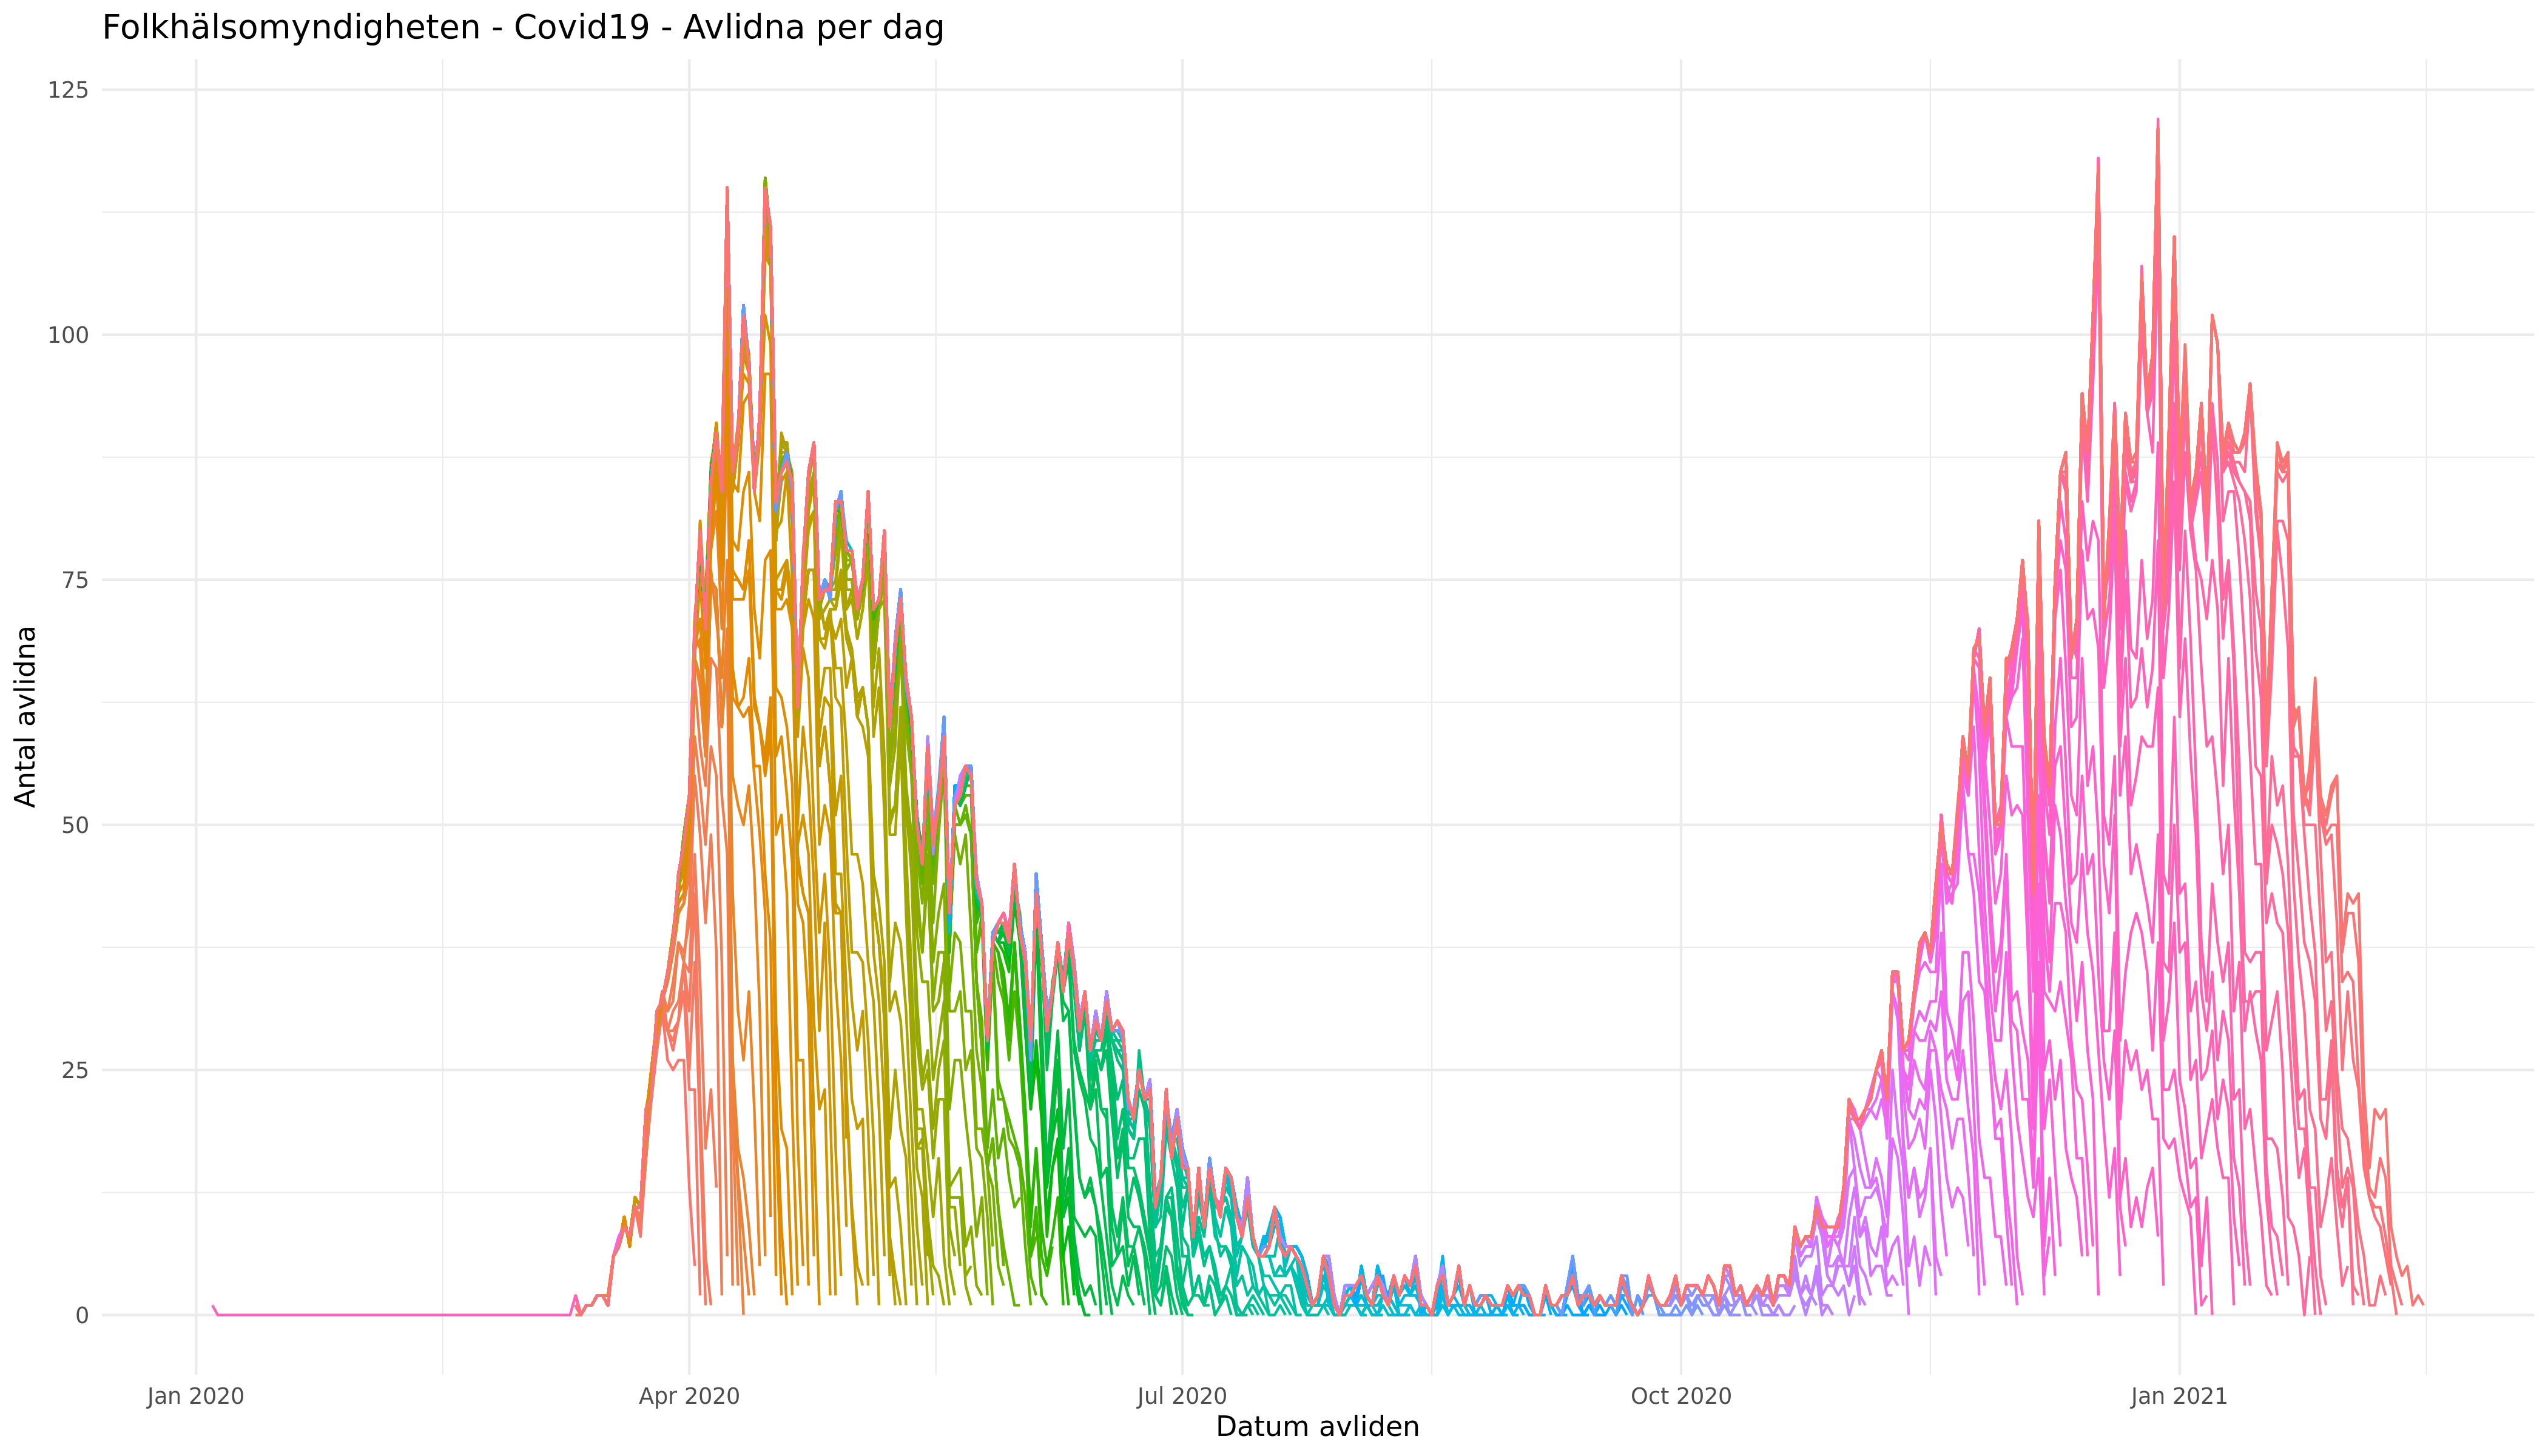 Folkhälsomyndigheten - Covid19 - Avlidna per dag
125
100
75
50
25
0
Antal avlidna
Jan 2020
Apr 2020
Jul 2020
Oct 2020
Jan 2021
Datum avliden